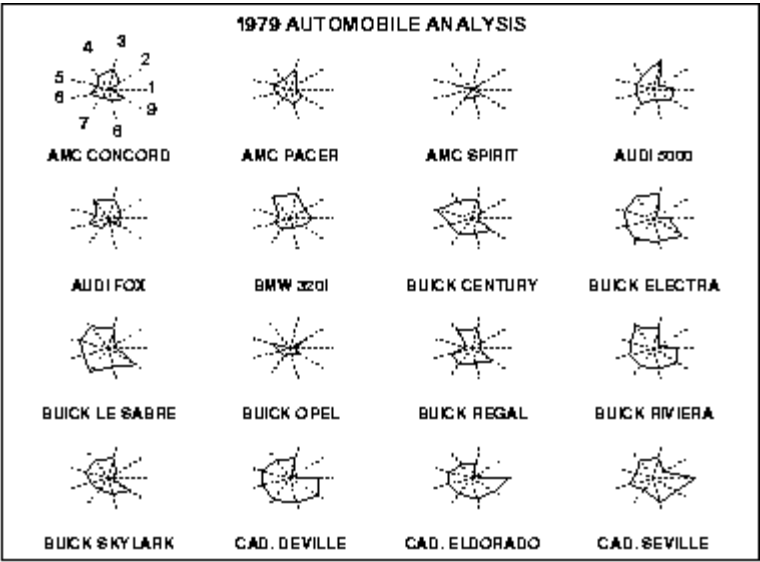 1979 AUTOMOBILE ANALYSIS
4 3 2
5 1
6 9
7 8
AMC CONCORD AMC PACER AMC SPIRIT AUDI 5000
AUDI FOX BMW 320I BUICK CENTURY BUICK ELECTRA
BUICK LE SABRE BUICK OPEL BUICK REGAL BUICK RIVIERA
BUICK SKYLARK CAD. DEVILLE CAD. ELDORADO CAD. SEVILLE